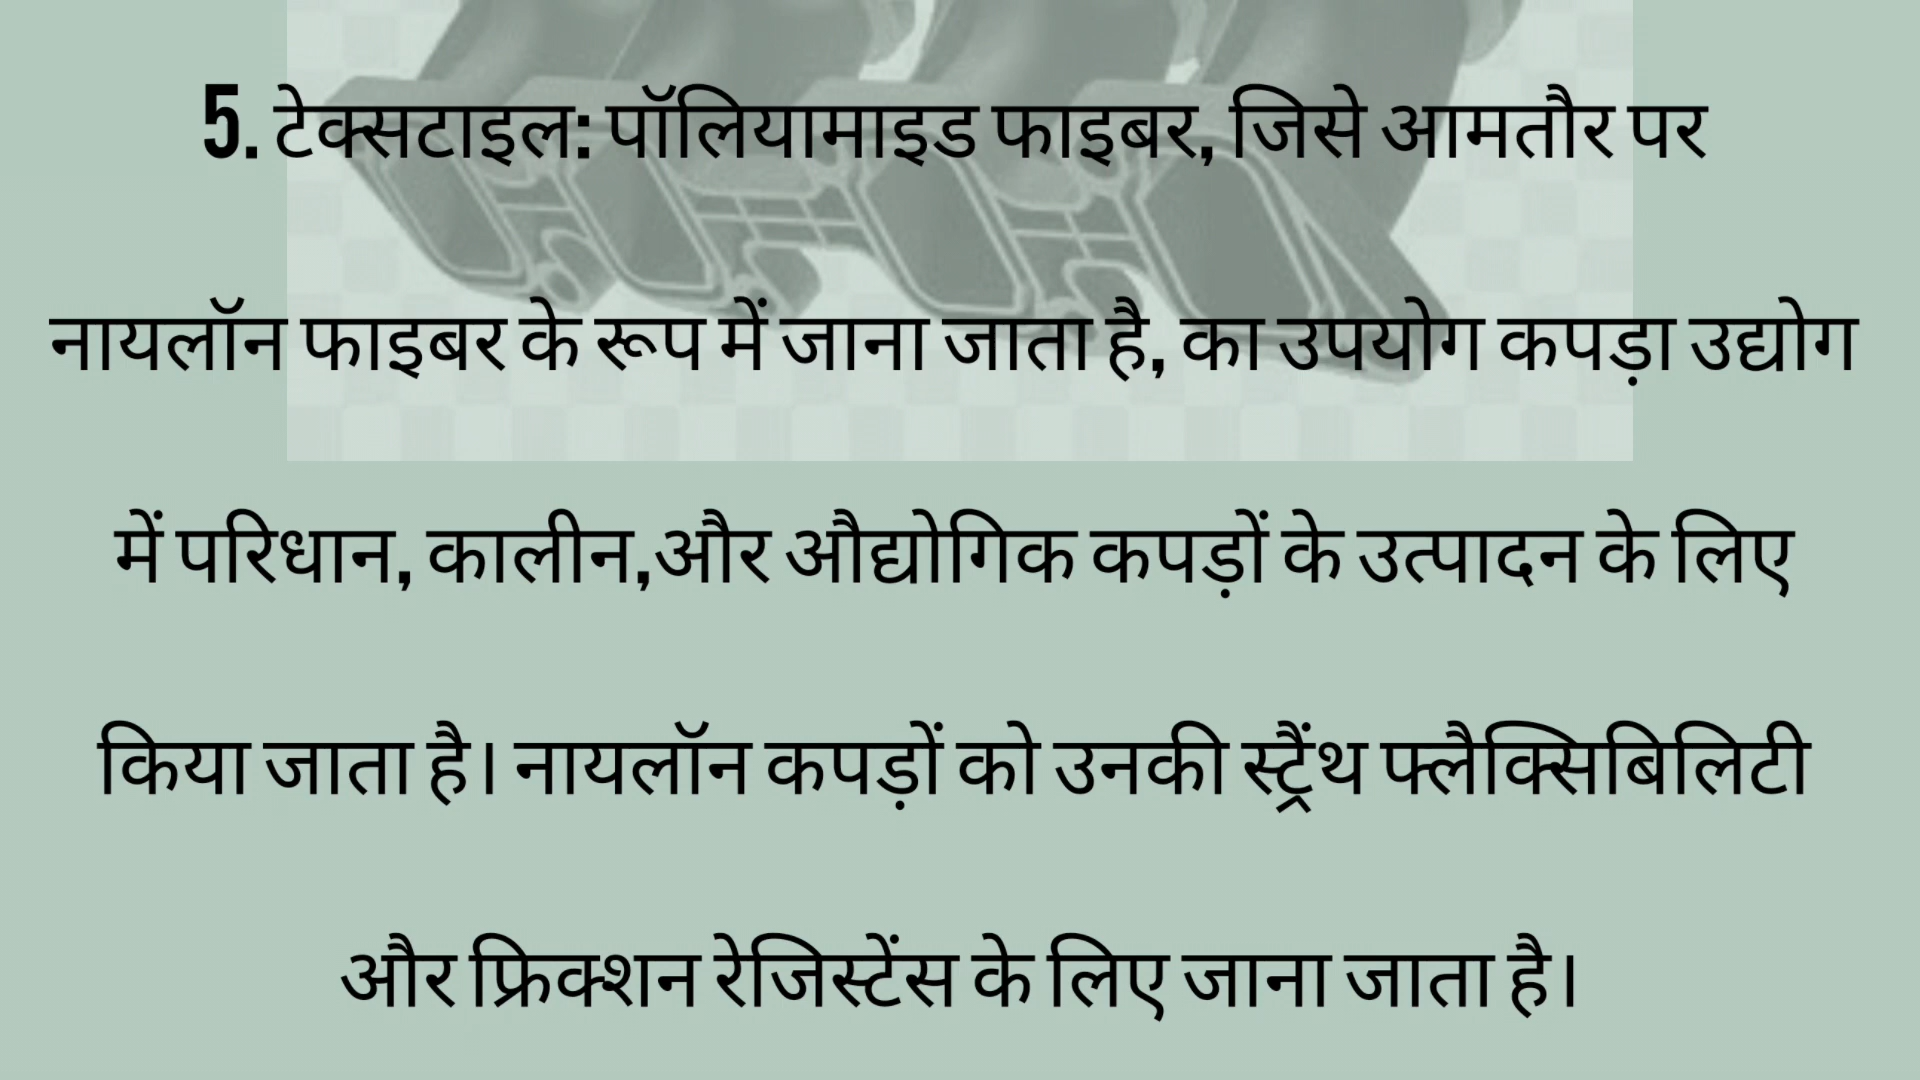 5. टेक्सटाइल: पॉलियामाइड फाइबर, जिसे आमतौर पर
नायलॉन फाइबर के रूप में जाना जाता है, का उपयोग कपड़ा उद्योग
में परिधान, कालीन,और औद्योगिक कपड़ों के उत्पादन के लिए
किया जाता है। नायलॉन कपड़ों को उनकी स्ट्रैंथ फ्लैक्सिबिलिटी
और फ्रिक्शन रेजिस्टेंस के लिए जाना जाता है।